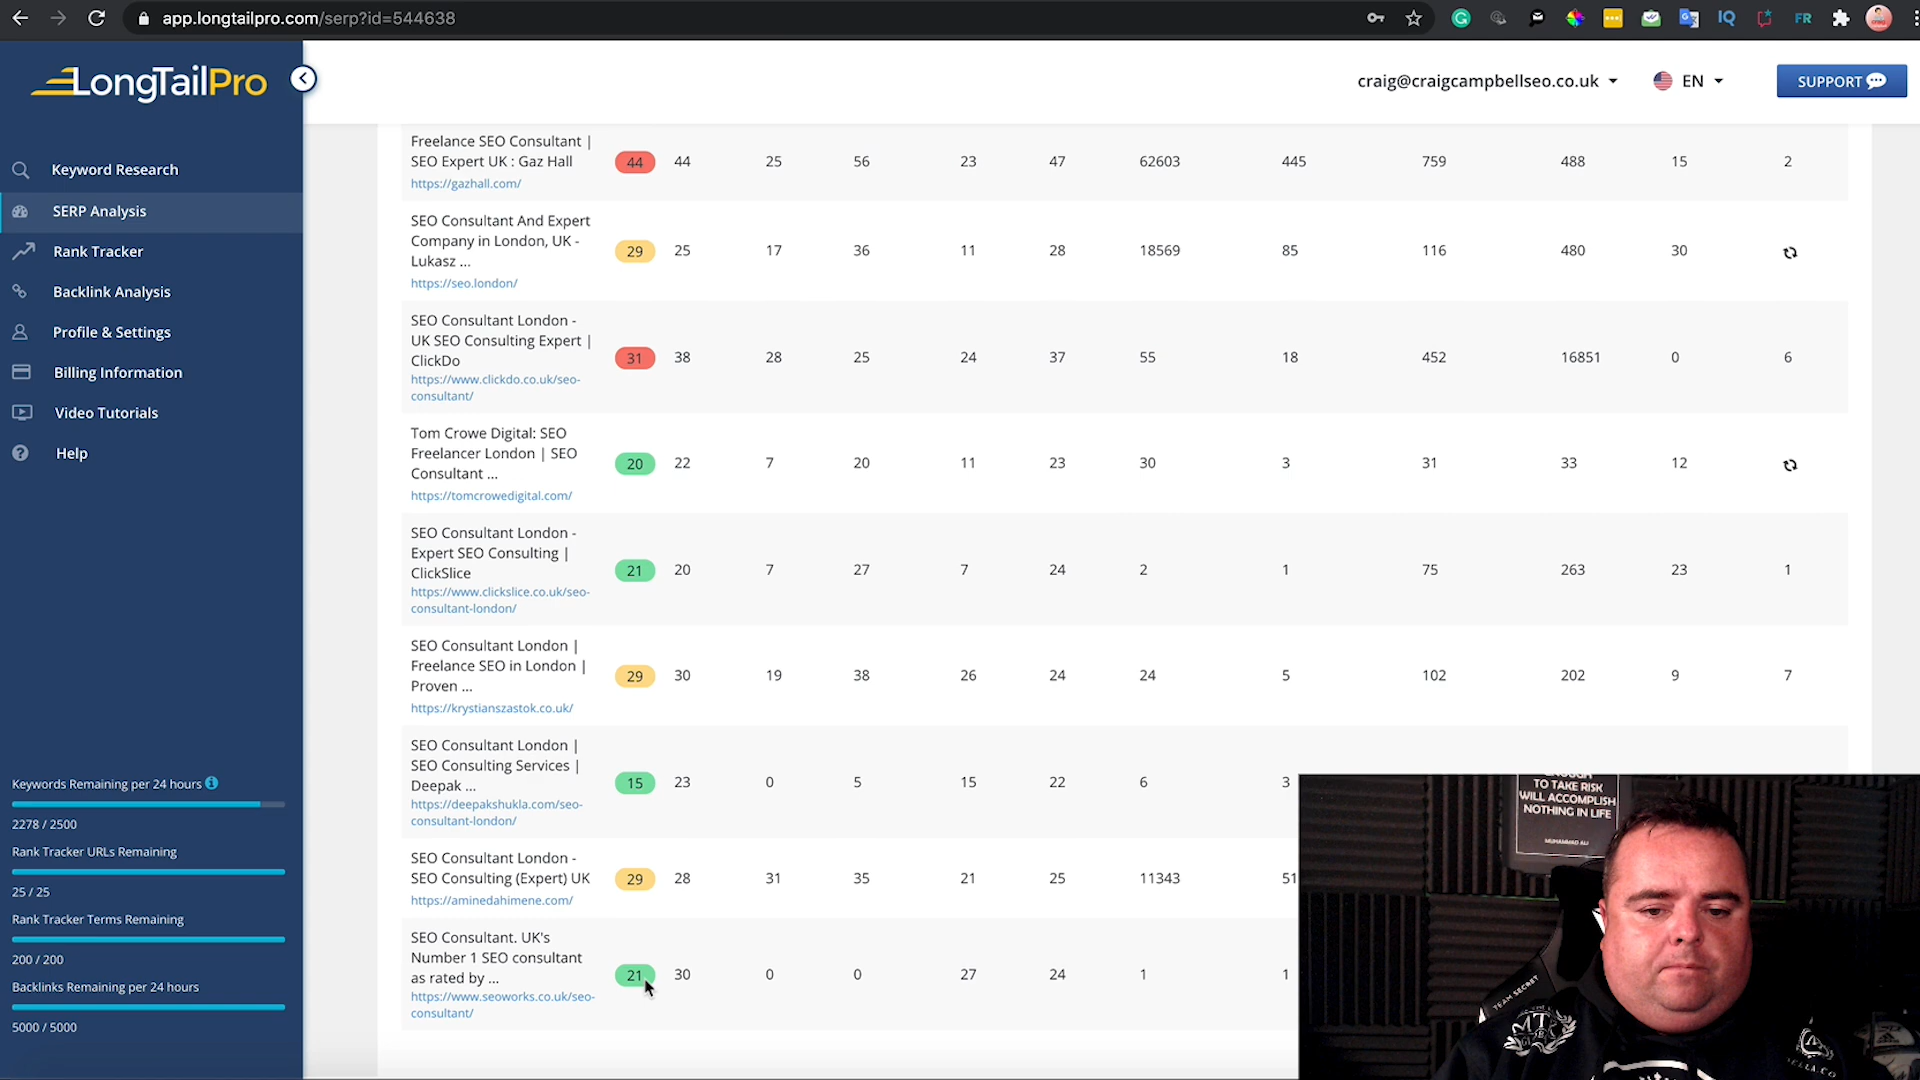 app.longtailpro.com/serp?id=544638
IQ
FR
LongTailPro
craig@craigcampbellseo.co.uk
EN
SUPPORT
Keyword Research
SERP Analysis
Rank Tracker
Backlink Analysis
Profile & Settings
Billing Information
Video Tutorials
Help
Keywords Remaining per 24 hours
2278 / 2500
Rank Tracker URLs Remaining
25 / 25
Rank Tracker Terms Remaining
200 / 200
Backlinks Remaining per 24 hours
5000 / 5000
Freelance SEO Consultant |
SEO Expert UK : Gaz Hall
https://gazhall.com/
44 44 25 56 23 47 62603 445 759 488 15 2
SEO Consultant And Expert
Company in London, UK -
Lukasz ...
https://seo.london/
29 25 17 36 11 28 18569 85 116 480 30
SEO Consultant London -
UK SEO Consulting Expert |
ClickDo
https://www.clickdo.co.uk/seo-
consultant/
31 38 28 25 24 37 55 18 452 16851 0 6
Tom Crowe Digital: SEO
Freelancer London | SEO
Consultant ...
https://tomcrowedigital.com/
20 22 7 20 11 23 30 3 31 33 12
SEO Consultant London -
Expert SEO Consulting |
ClickSlice
https://www.clickslice.co.uk/seo-
consultant-london/
21 20 7 27 7 24 2 1 75 263 23 1
SEO Consultant London |
Freelance SEO in London |
Proven ...
https://krystianszastok.co.uk/
29 30 19 38 26 24 24 5 102 202 9 7
SEO Consultant London |
SEO Consulting Services |
Deepak ...
https://deepakshukla.com/seo-
consultant-london/
15 23 0 5 15 22 6 3
SEO Consultant London -
SEO Consulting (Expert) UK
https://aminedahimene.com/
29 28 31 35 21 25 11343 51
SEO Consultant. UK's
Number 1 SEO consultant
as rated by ...
https://www.seoworks.co.uk/seo-
consultant/
21 30 0 0 27 24 1 1
TO TAKE RISK
WILL ACCOMPLISH
NOTHING IN LIFE
MUHAMMAD ALI
TEAM SECRET